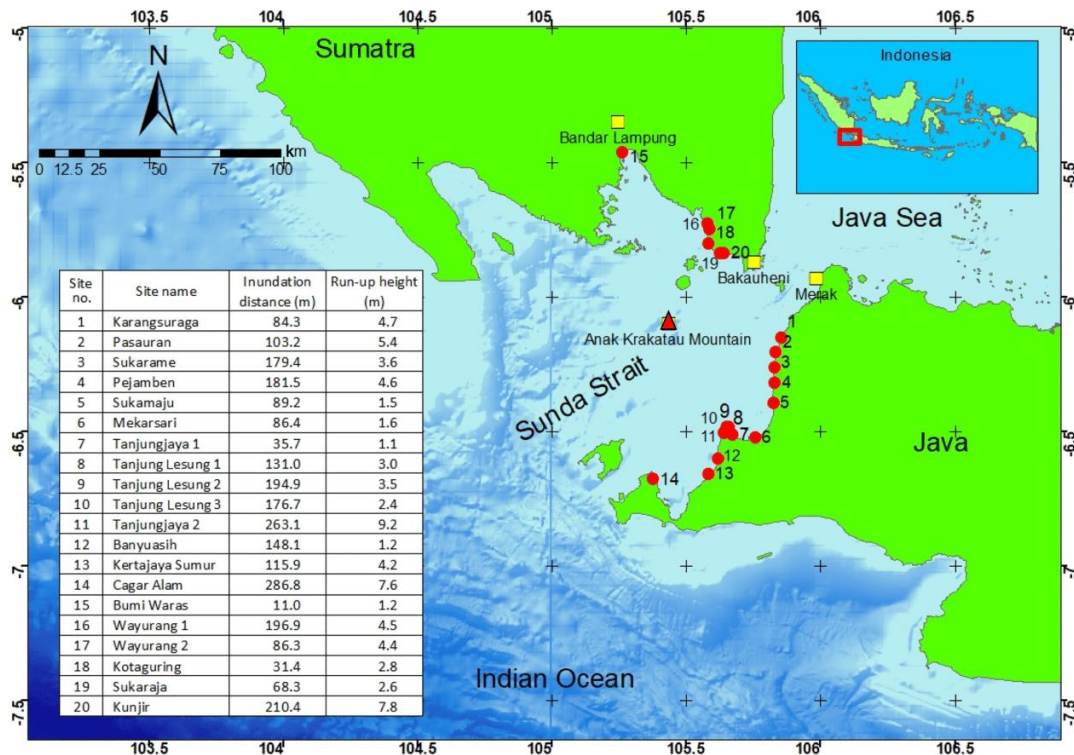 103.5 104 104.5 105 105.5 106 106.5
Sumatra
Indonesia
N
Bandar Lampung
15
km
0 12.5 25 50 75 100
-5
-5.5
-6
-6.5
-7
-7.5
Java Sea
16 17
18
19 20
Bakauheni
Merak
Anak Krakatau Mountain
Sunda Strait
1
2
3
4
5
6
7
8
9
10
11
12
13
14
Java
Indian Ocean
Site no. Site name Inundation distance (m) Run-up height (m)
1 Karangsuraga 84.3 4.7
2 Pasauran 103.2 5.4
3 Sukarame 179.4 3.6
4 Pejamben 181.5 4.6
5 Sukamaju 89.2 1.5
6 Mekarsari 86.4 1.6
7 Tanjungjaya 1 35.7 1.1
8 Tanjung Lesung 1 131.0 3.0
9 Tanjung Lesung 2 194.9 3.5
10 Tanjung Lesung 3 176.7 2.4
11 Tanjungjaya 2 263.1 9.2
12 Banyuasih 148.1 1.2
13 Kertajaya Sumur 115.9 4.2
14 Cagar Alam 286.8 7.6
15 Bumi Waras 11.0 1.2
16 Wayurang 1 196.9 4.5
17 Wayurang 2 86.3 4.4
18 Kotaguring 31.4 2.8
19 Sukaraja 68.3 2.6
20 Kunjir 210.4 7.8
-5
-5.5
-6
-6.5
-7
-7.5
103.5 104 104.5 105 105.5 106 106.5